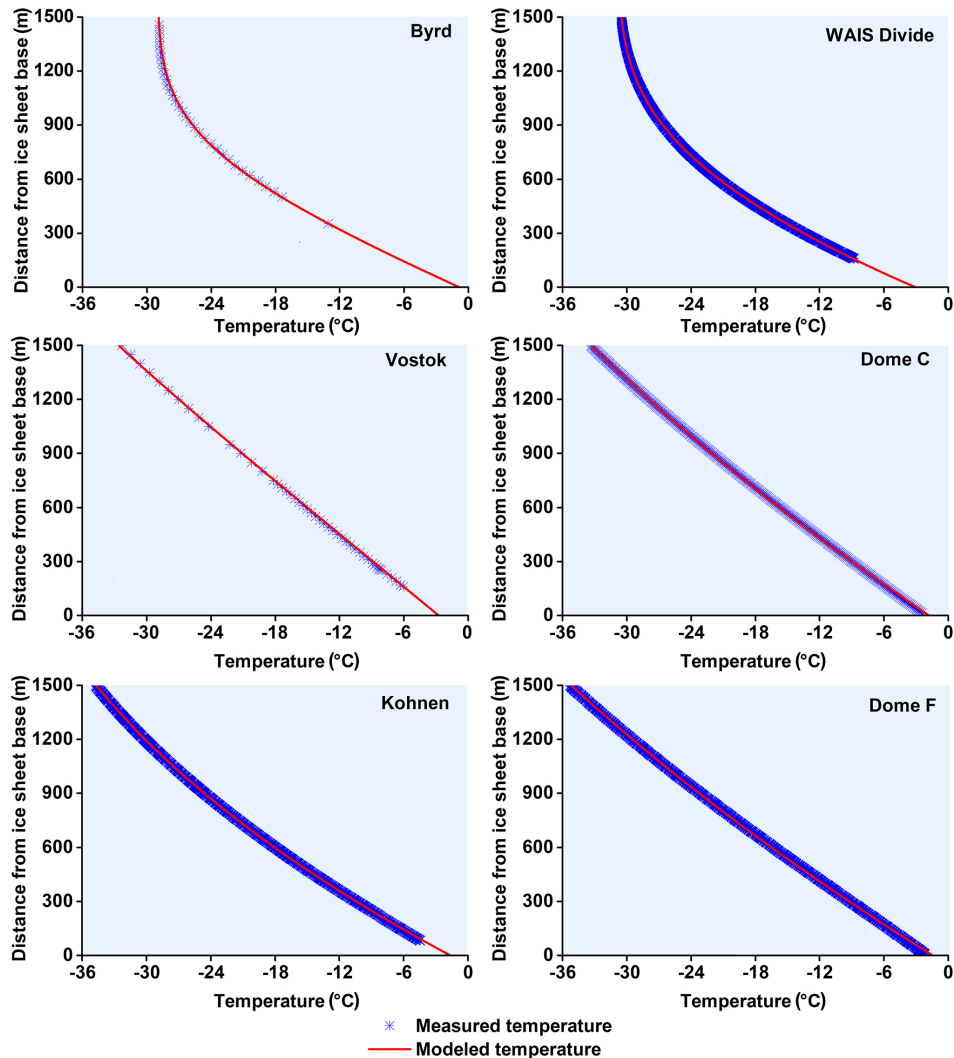 Byrd
Distance from ice sheet base (m)
1500
1200
900
600
300
0
-36 -30 -24 -18 -12 -6 0
Temperature (°C)
WAIS Divide
Distance from ice sheet base (m)
1500
1200
900
600
300
0
-36 -30 -24 -18 -12 -6 0
Temperature (°C)
Vostok
Distance from ice sheet base (m)
1500
1200
900
600
300
0
-36 -30 -24 -18 -12 -6 0
Temperature (°C)
Dome C
Distance from ice sheet base (m)
1500
1200
900
600
300
0
-36 -30 -24 -18 -12 -6 0
Temperature (°C)
Kohnen
Distance from ice sheet base (m)
1500
1200
900
600
300
0
-36 -30 -24 -18 -12 -6 0
Temperature (°C)
Dome F
Distance from ice sheet base (m)
1500
1200
900
600
300
0
-36 -30 -24 -18 -12 -6 0
Temperature (°C)
Measured temperature
Modeled temperature